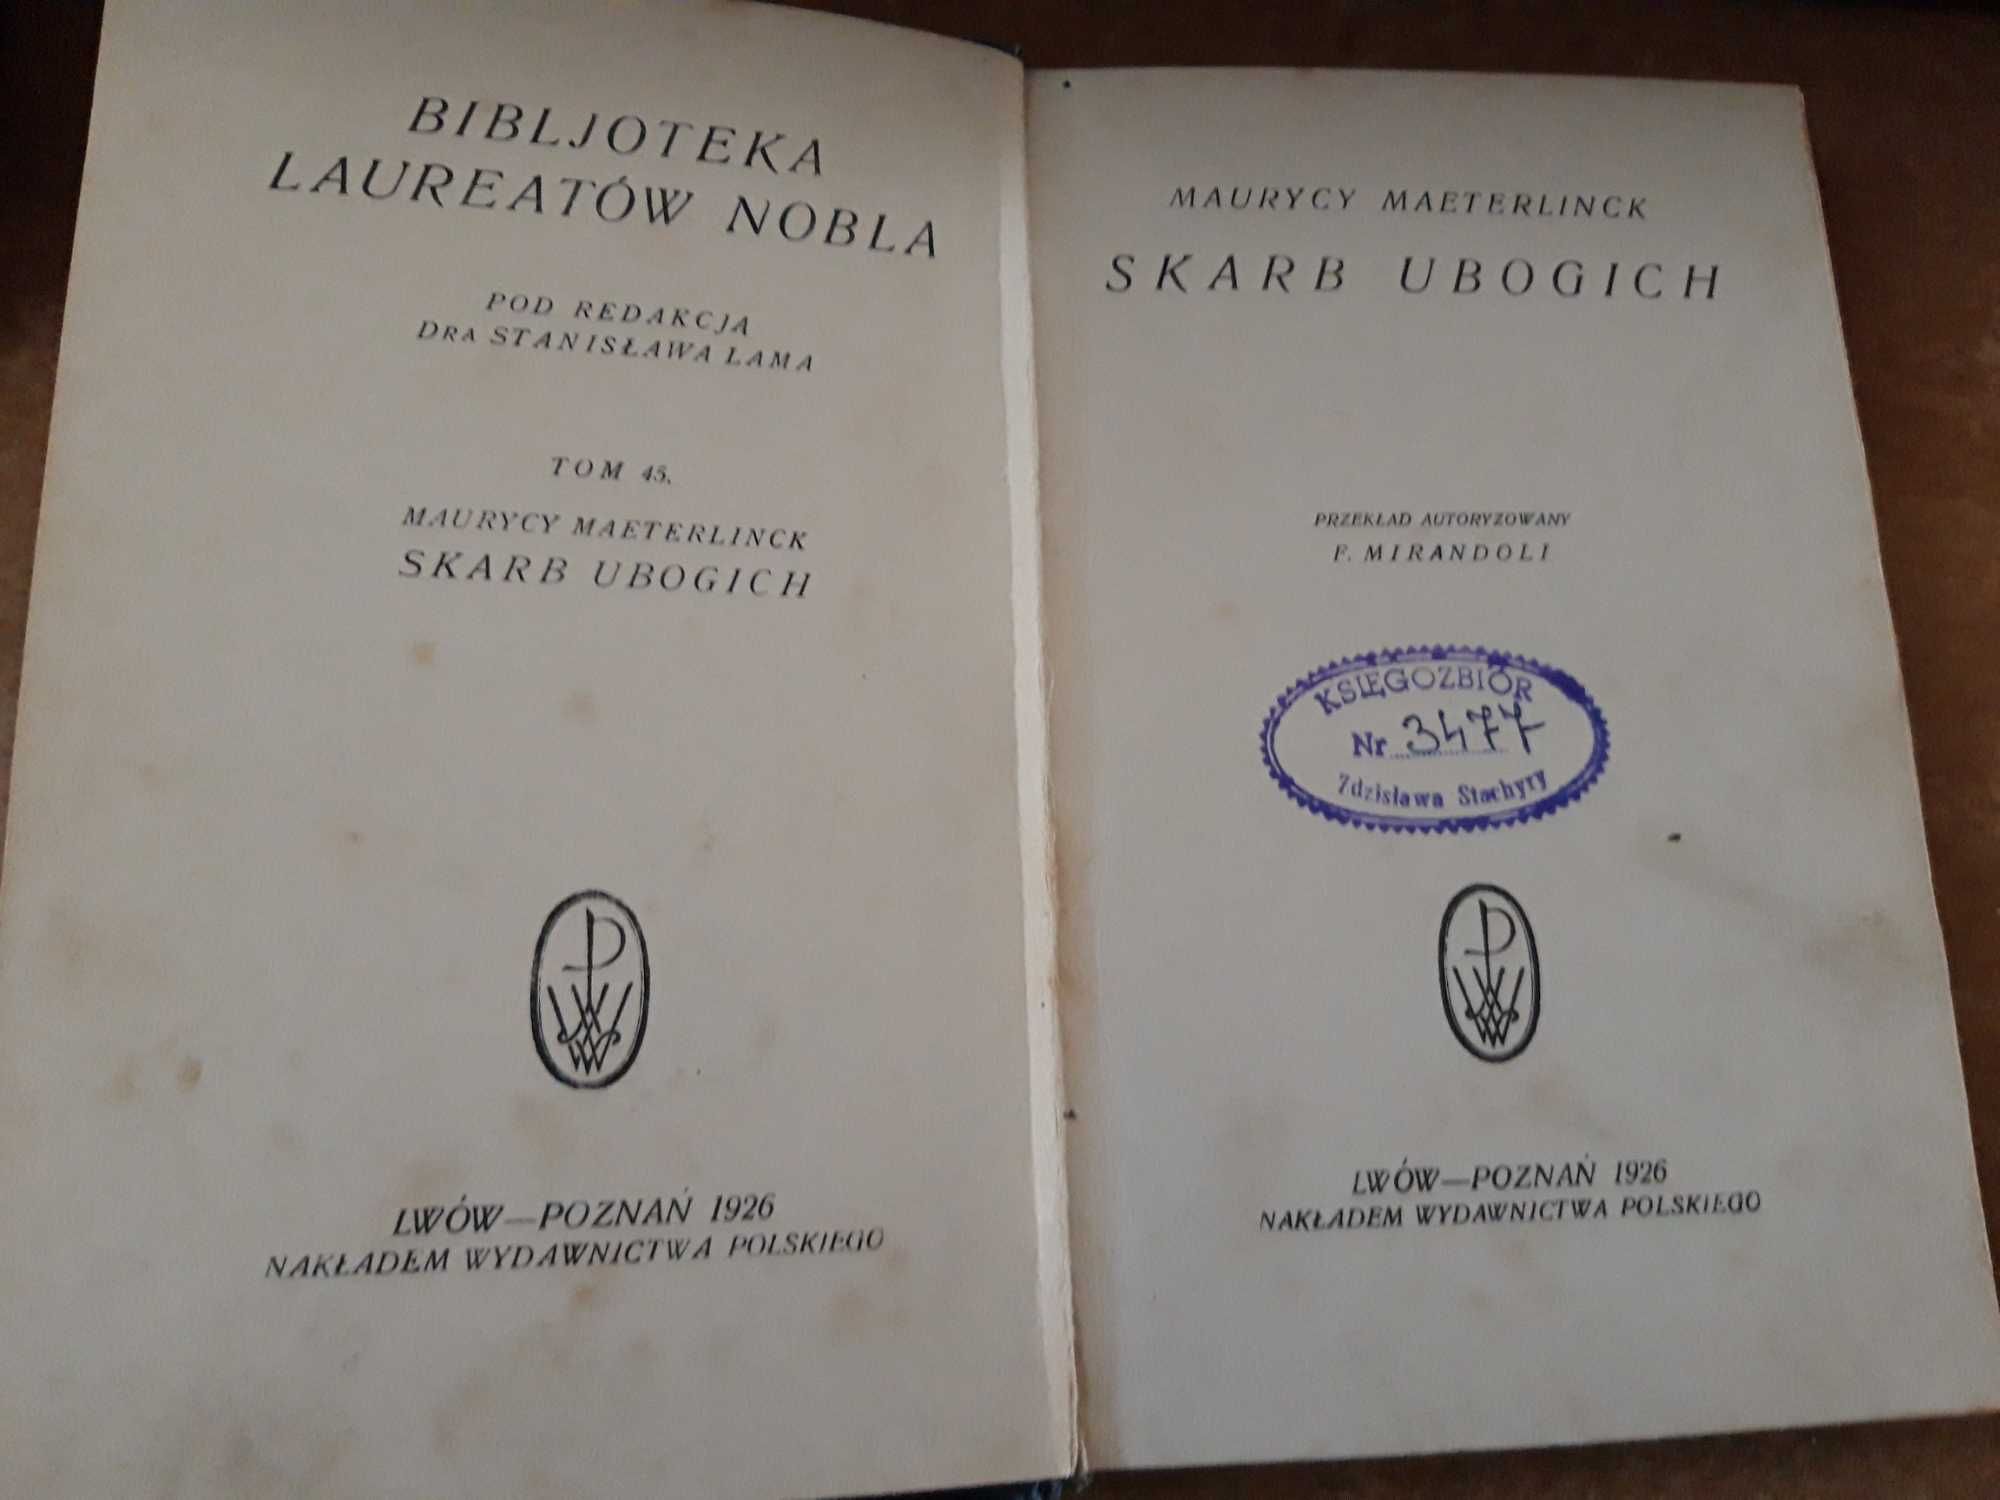 BIBLJOTEKA
LAUREATÓW NOBLA
POD REDAKCJA
DRA STANISŁAWA LAMA
TOM 45.
MAURYCY MAETERLINCK
SKARB UBOGICH
LWÓW—POZNAŃ 1926
NAKŁADEM WYDAWNICTWA POLSKIEGO
MAURYCY MAETERLINCK
SKARB UBOGICH
PRZEKŁAD AUTORYZOWANY
F. MIRANDOLI
KSIĘGOZBIÓR
Nr 3477
Zdzisława Stachyry
LWÓW—POZNAŃ 1926
NAKŁADEM WYDAWNICTWA POLSKIEGO